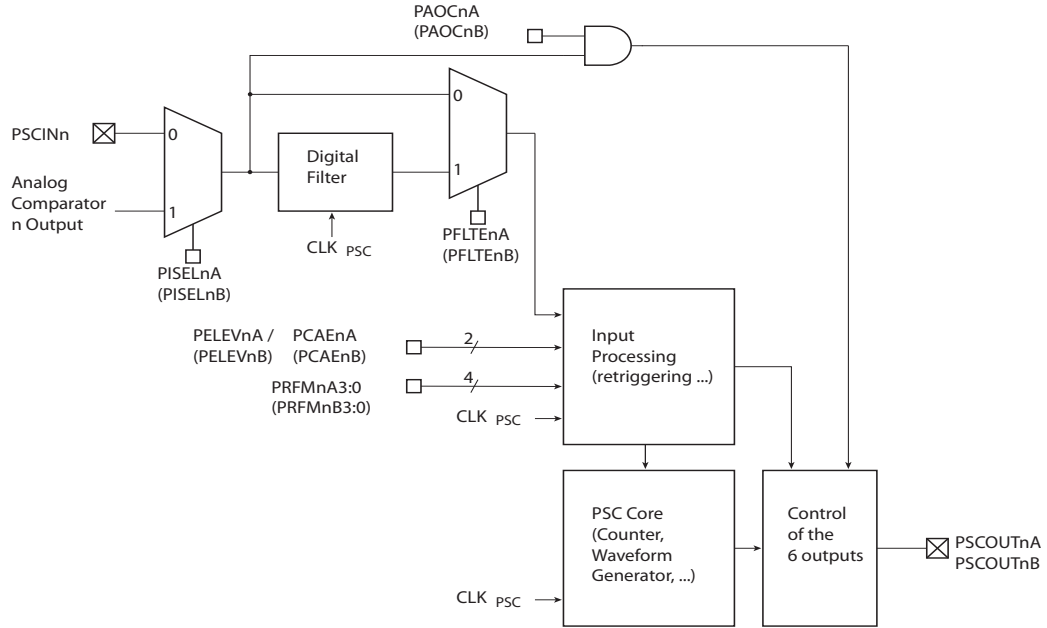 PAOCnA
(PAOCnB)
0
PSCINn
0
Digital
Filter
1
Analog
Comparator
n Output
1
CLK PSC
PFLTEnA
(PFLTEnB)
PISELnA
(PISELnB)
PELEVnA / PCAEnA
(PELEVnB) (PCAEnB)
2
Input
Processing
(retriggering ...)
PRFMnA3:0
(PRFMnB3:0)
4
CLK PSC
PSC Core
(Counter,
Waveform
Generator, ...)
Control
of the
6 outputs
PSCOUTnA
PSCOUTnB
CLK PSC